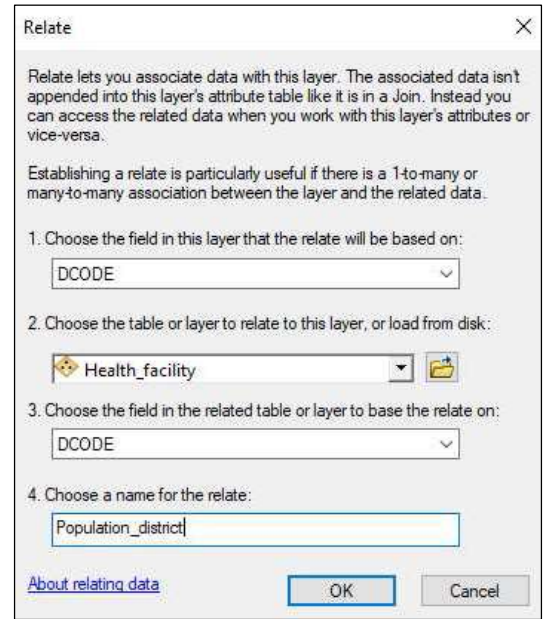 Relate
Relate lets you associate data with this layer. The associated data isn't
appended into this layer's attribute table like it is in a Join. Instead you
can access the related data when you work with this layer's attributes or
vice-versa.
Establishing a relate is particularly useful if there is a 1-to-many or
many-to-many association between the layer and the related data.
1. Choose the field in this layer that the relate will be based on:
DCODE
2. Choose the table or layer to relate to this layer, or load from disk:
Health_facility
3. Choose the field in the related table or layer to base the relate on:
DCODE
4. Choose a name for the relate:
Population_district
About relating data
OK
Cancel